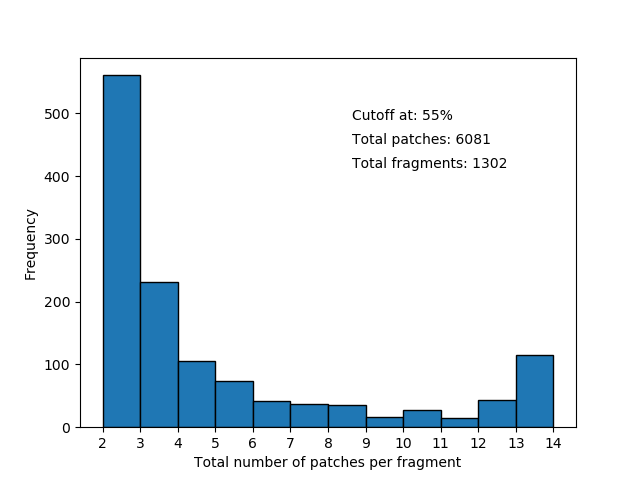 Cutoff at: 55%
Total patches: 6081
Total fragments: 1302
Frequency
500
400
300
200
100
0
2 3 4 5 6 7 8 9 10 11 12 13 14
Total number of patches per fragment